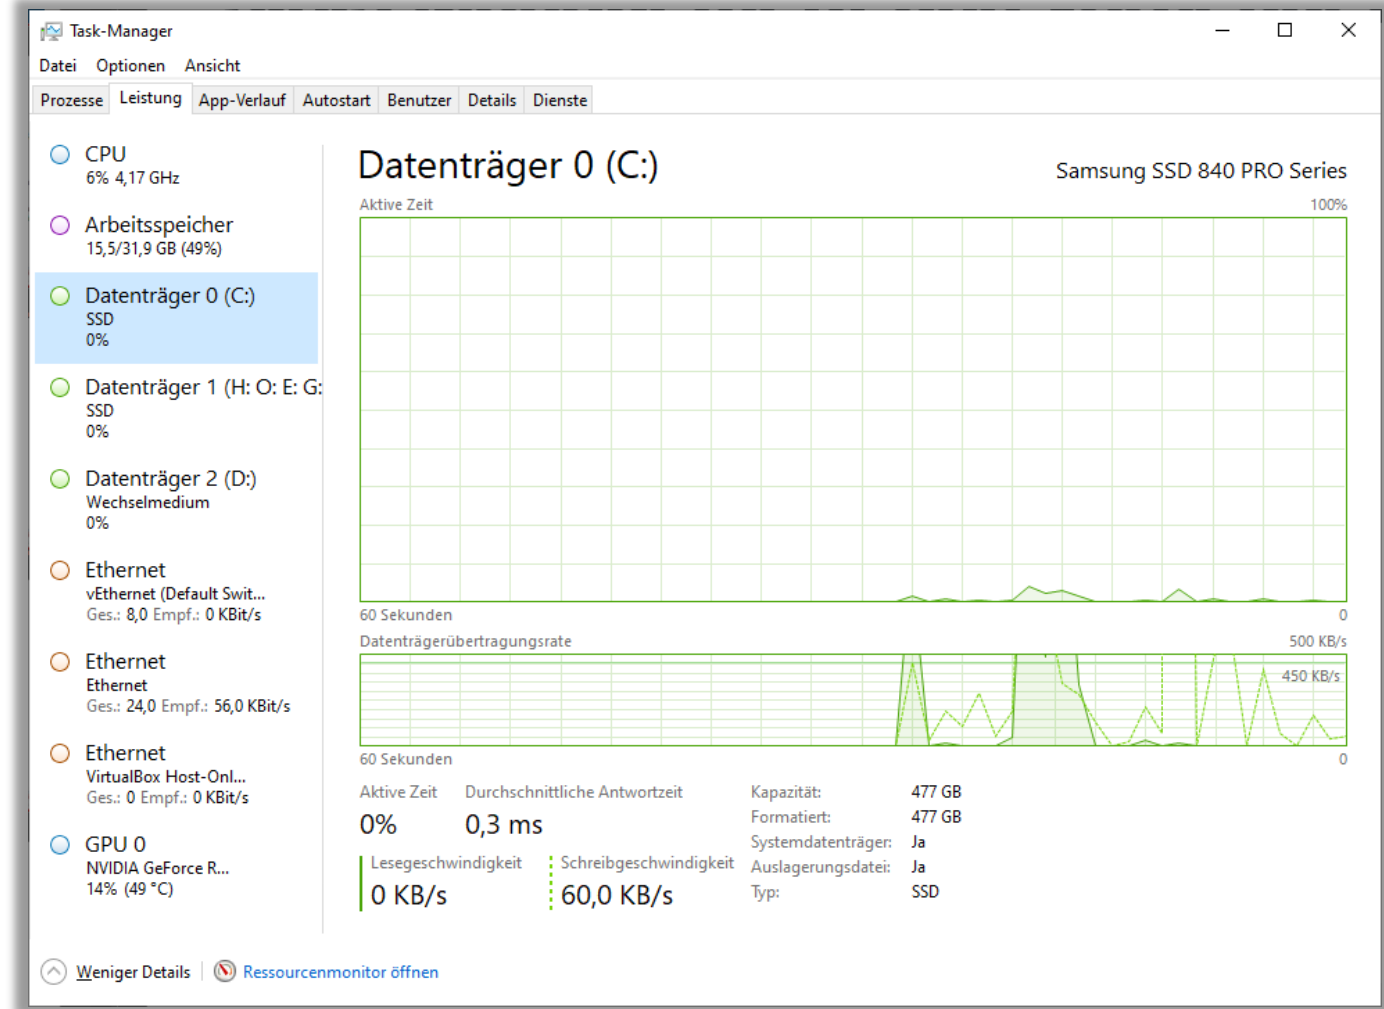 Task-Manager
Datei Optionen Ansicht
Prozesse Leistung App-Verlauf Autostart Benutzer Details Dienste
CPU
6% 4,17 GHz
Arbeitsspeicher
15,5/31,9 GB (49%)
Datenträger 0 (C:)
SSD
0%
Datenträger 1 (H: O: E: G:
SSD
0%
Datenträger 2 (D:)
Wechselmedium
0%
Ethernet
vEthernet (Default Swit...
Ges.: 8,0 Empf.: 0 KBit/s
Ethernet
Ethernet
Ges.: 24,0 Empf.: 56,0 KBit/s
Ethernet
VirtualBox Host-Onl...
Ges.: 0 Empf.: 0 KBit/s
GPU 0
NVIDIA GeForce R...
14% (49 °C)
Datenträger 0 (C:)
Samsung SSD 840 PRO Series
Aktive Zeit 100%
60 Sekunden 0
Datenträgerübertragungsrate 500 KB/s
450 KB/s
60 Sekunden 0
Aktive Zeit Durchschnittliche Antwortzeit
0% 0,3 ms
Lesegeschwindigkeit Schreibgeschwindigkeit
0 KB/s 60,0 KB/s
Kapazität: 477 GB
Formatiert: 477 GB
Systemdatenträger: Ja
Auslagerungsdatei: Ja
Typ: SSD
Weniger Details Ressourcenmonitor öffnen